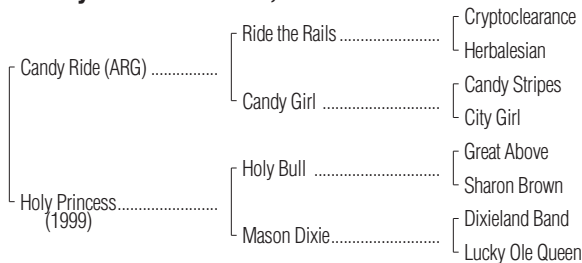 Cryptoclearance
Ride the Rails .......................
Herbalesian
Candy Ride (ARG) ................
Candy Stripes
Candy Girl ...........................
City Girl
Great Above
Holy Bull ............................
Sharon Brown
Holy Princess........................
(1999)
Dixieland Band
Mason Dixie.........................
Lucky Ole Queen